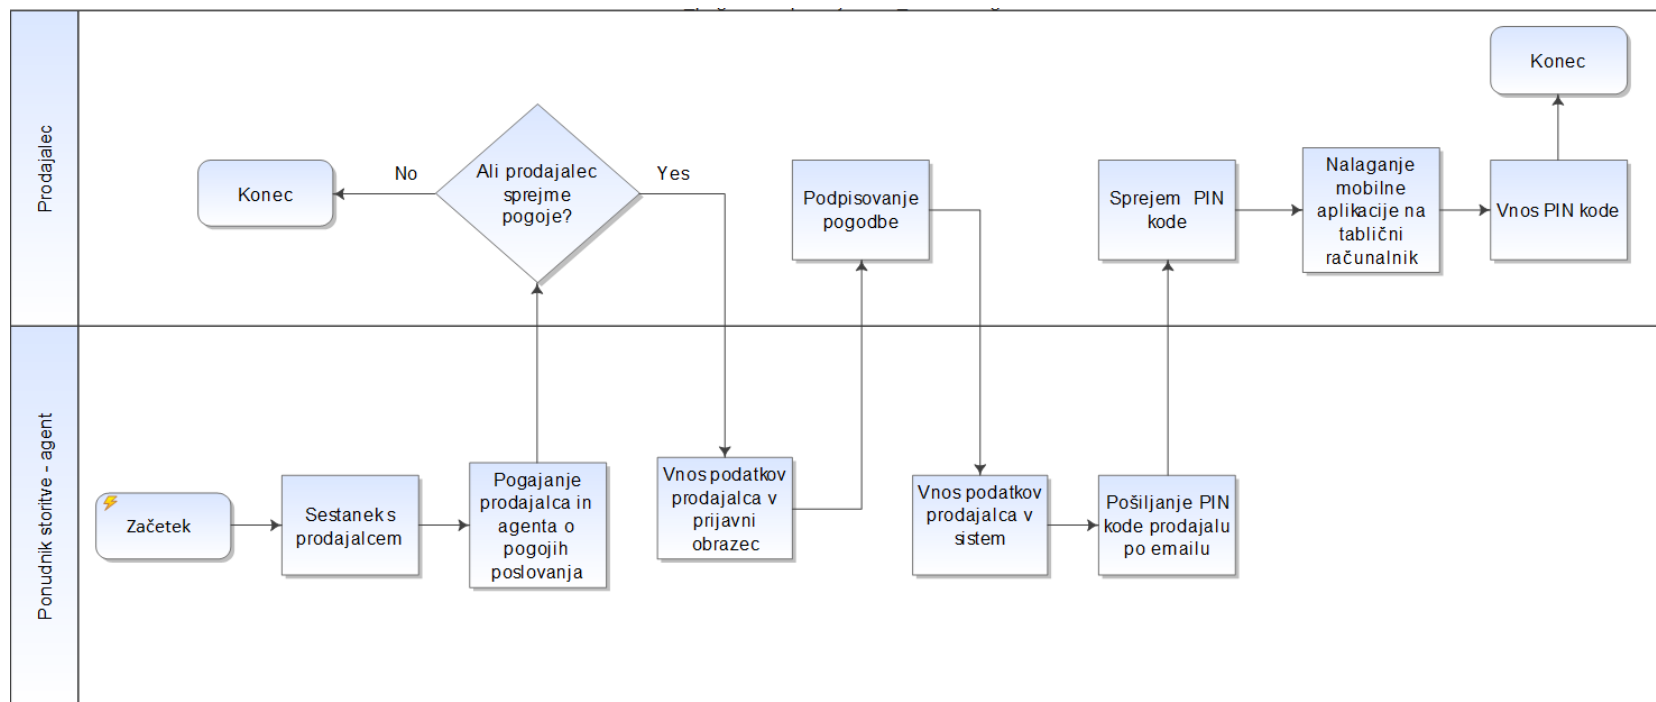 Prodajalec
Konec
No
Ali prodajalec
sprejme
pogoje?
Yes
Podpisovanje
pogodbe
Sprejem PIN
kode
Nalaganje
mobilne
aplikacije na
tablični
računalnik
Vnos PIN kode
Konec
Ponudnik storitve - agent
Začetek
Sestanek s
prodajalcem
Pogajanje
prodajalca in
agenta o
pogojih
poslovanja
Vnos podatkov
prodajalca v
prijavni
obrazec
Vnos podatkov
prodajalca v
sistem
Pošiljanje PIN
kode prodajalu
po emailu